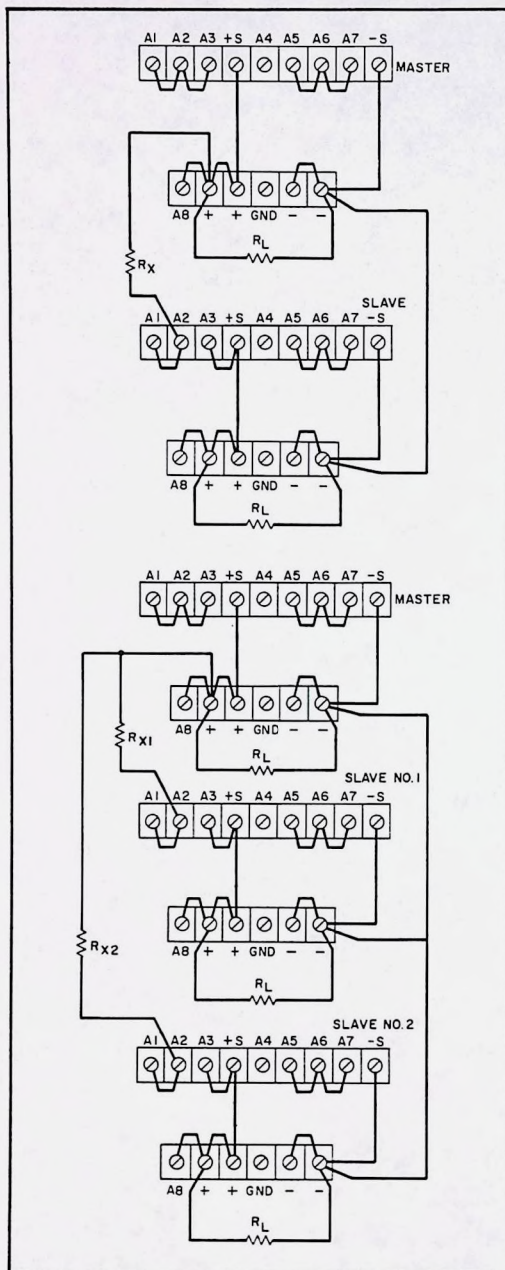 A1 A2 A3 +S A4 A5 A6 A7 -S
MASTER
A8 + + GND - -
RL
RX
SLAVE
A1 A2 A3 +S A4 A5 A6 A7 -S
A8 + + GND - -
RL
A1 A2 A3 +S A4 A5 A6 A7 -S
MASTER
A8 + + GND - -
RL
RX1
SLAVE NO.1
A1 A2 A3 +S A4 A5 A6 A7 -S
A8 + + GND - -
RL
RX2
SLAVE NO.2
A1 A2 A3 +S A4 A5 A6 A7 -S
A8 + + GND - -
RL